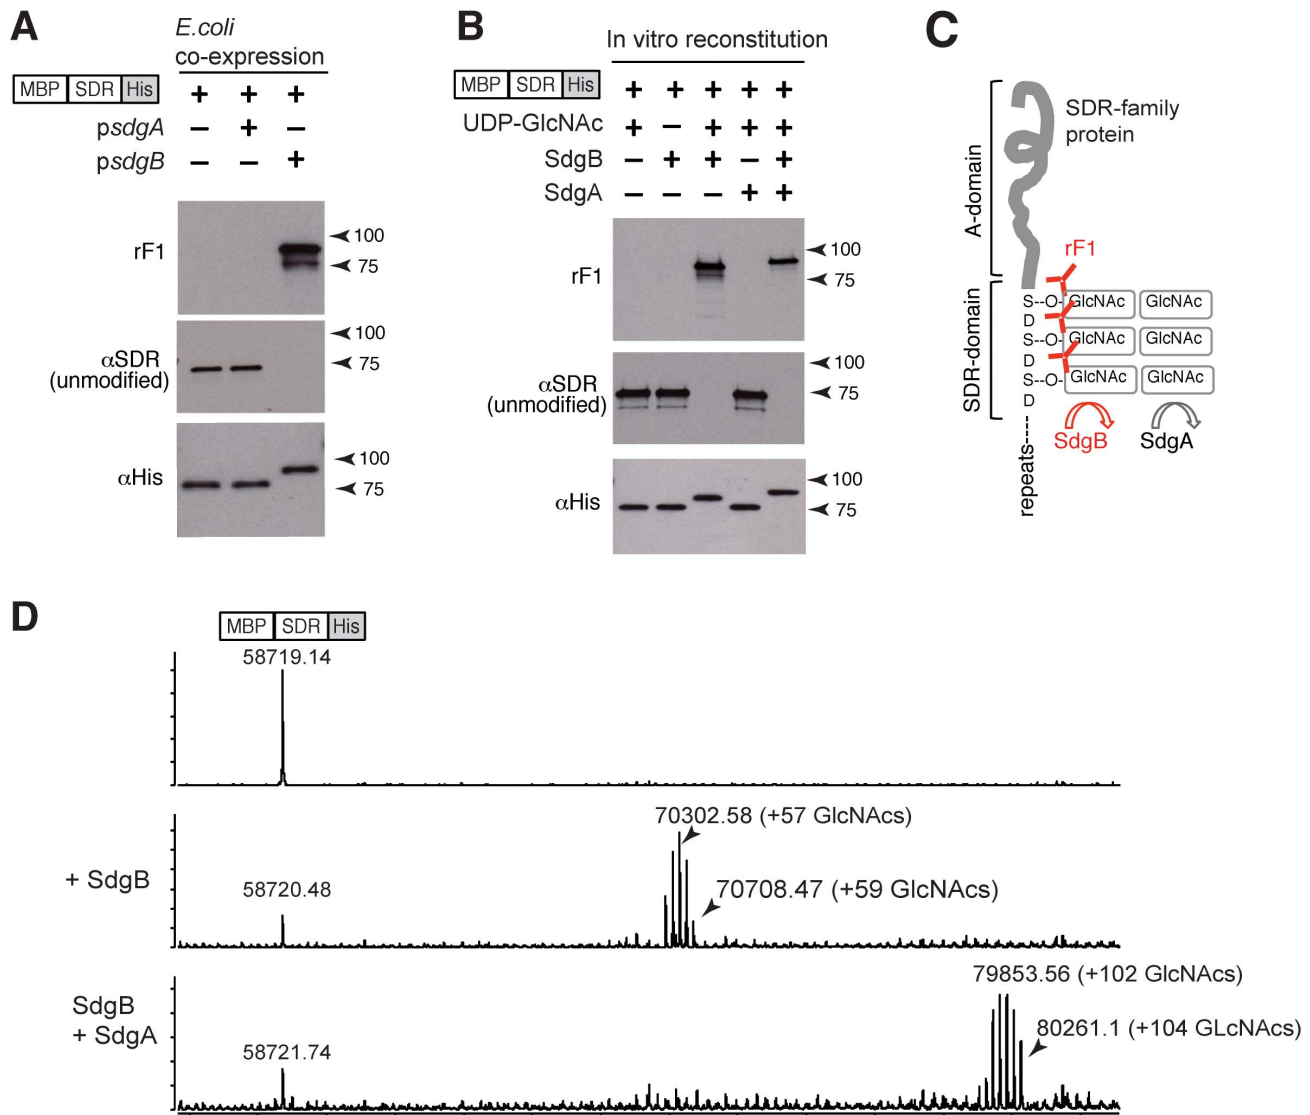 A
E.coli
co-expression
MBP SDR His
+ + +
psdgA
– + –
psdgB
– – +
rF1
100
75
αSDR
(unmodified)
100
75
αHis
100
75
B
In vitro reconstitution
MBP SDR His
+ + + + +
UDP-GlcNAc
+ – + + +
SdgB
– + + – +
SdgA
– – – + +
rF1
100
75
αSDR
(unmodified)
100
75
αHis
100
75
C
SDR-family
protein
A-domain
rF1
SDR-domain
S--O- GlcNAc GlcNAc
D
S--O- GlcNAc GlcNAc
D
S--O- GlcNAc GlcNAc
D
SdgB SdgA
repeats-----
D
MBP SDR His
58719.14
70302.58 (+57 GlcNAcs)
+ SdgB
58720.48
70708.47 (+59 GlcNAcs)
79853.56 (+102 GlcNAcs)
SdgB
+ SdgA
80261.1 (+104 GLcNAcs)
58721.74